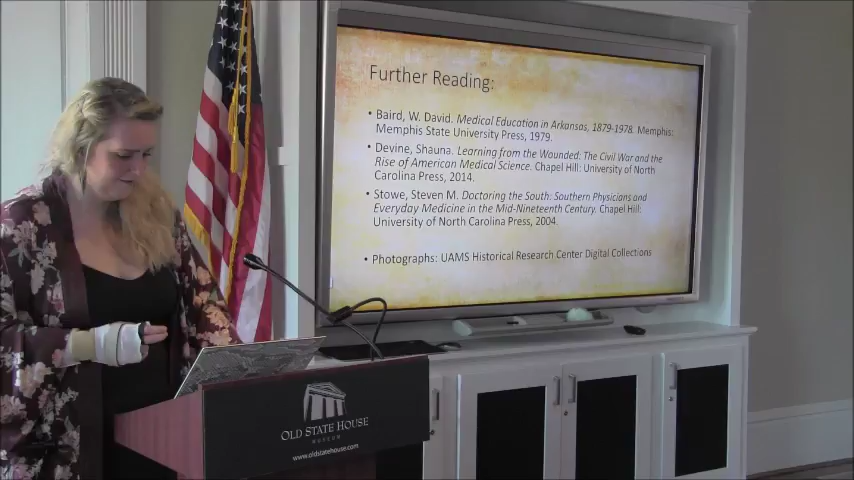 Further Reading:
• Baird, W. David. Medical Education in Arkansas, 1879-1978. Memphis:
Memphis State University Press, 1979.
• Devine, Shauna. Learning from the Wounded: The Civil War and the
Rise of American Medical Science. Chapel Hill: University of North
Carolina Press, 2014.
• Stowe, Steven M. Doctoring the South: Southern Physicians and
Everyday Medicine in the Mid-Nineteenth Century. Chapel Hill:
University of North Carolina Press, 2004.
• Photographs: UAMS Historical Research Center Digital Collections
OLD STATE HOUSE
MUSEUM
www.oldstatehouse.com